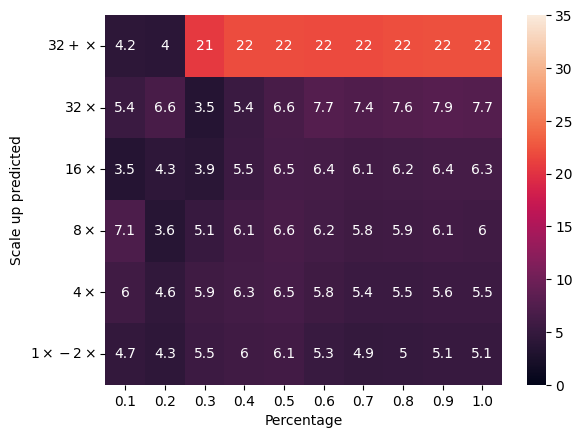 35
32 + × 4.2 4 21 22 22 22 22 22 22 22
30
32 × 5.4 6.6 3.5 5.4 6.6 7.7 7.4 7.6 7.9 7.7
25
16 × 3.5 4.3 3.9 5.5 6.5 6.4 6.1 6.2 6.4 6.3
20
Scale up predicted
15
8 × 7.1 3.6 5.1 6.1 6.6 6.2 5.8 5.9 6.1 6
10
4 × 6 4.6 5.9 6.3 6.5 5.8 5.4 5.5 5.6 5.5
5
1 × − 2 × 4.7 4.3 5.5 6 6.1 5.3 4.9 5 5.1 5.1
0
0.1 0.2 0.3 0.4 0.5 0.6 0.7 0.8 0.9 1.0
Percentage